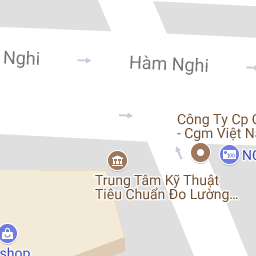 Nghi
Hàm Nghi
Công Ty Cp
- Cgm Việt
Trung Tâm Kỹ Thuật
Tiêu Chuẩn Đo Lường...
shop